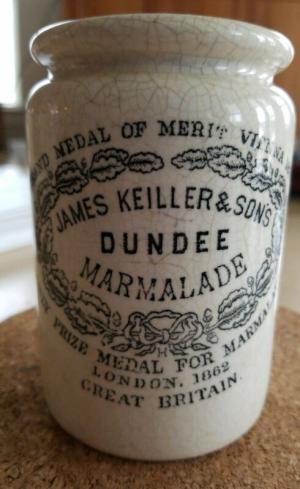 MEDAL OF MERIT
JAMES KEILLER & SONS
DUNDEE
MARMALADE
PRIZE MEDAL FOR
LONDON, 1862
GREAT BRITAIN.